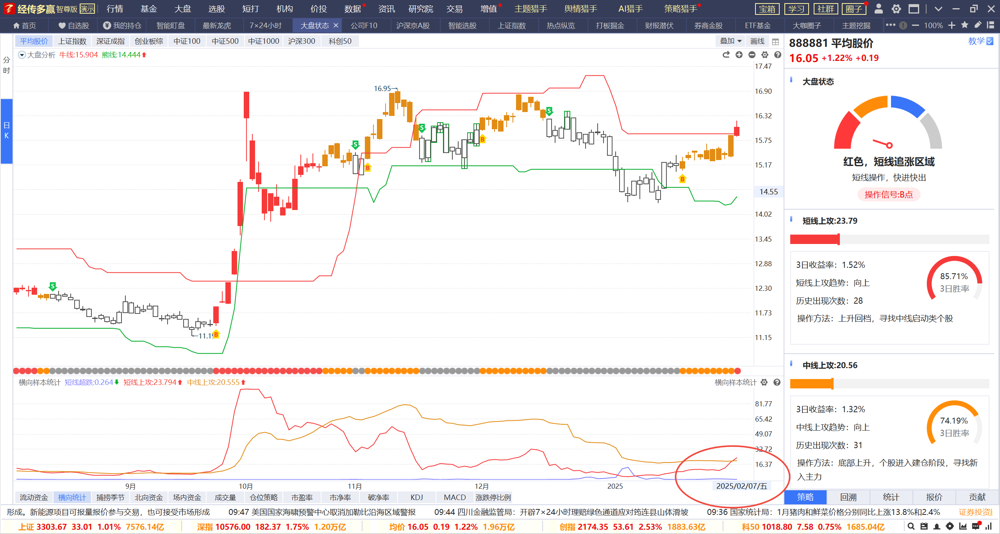 经传多赢 智尊版 演示 行情 基金 大盘 选股 短打 机构 价投 数据 资讯 研究院 交易 增值 主题猎手 舆情猎手 AI猎手 策略猎手 宝箱 学习 社群 圈子
首页 自选股 我的持仓 智能盯盘 最新龙虎 7×24小时 大盘状态 公司F10 沪深京A股 智能选股 上证指数 热点纵览 打板掘金 财报潜伏 券商金股 ETF基金 大咖圈子 主题挖掘 100%
分时
日K
平均股价 上证指数 深证成指 创业板综 中证100 中证500 中证1000 沪深300 科创50 叠加 画线
大盘分析 牛线:15.904 熊线:14.444
17.47
16.90
16.32
15.75
15.17
14.55
14.02
13.45
12.88
12.30
11.73
11.15
16.95→
←11.19
S
B
S
B
S
B
S
B
横向样本统计 短线超跌:0.264 短线上攻:23.794 中线上攻:20.555 横向样本统计
81.77
65.42
49.07
32.72
16.37
9月 10月 11月 12月 2025 2025/02/07/五
流动资金 横向统计 捕捞季节 北向资金 场内资金 成交量 仓位策略 市盈率 市净率 破净率 KDJ MACD 涨跌停比例
888881 平均股价 教学
16.05 +1.22% +0.19
大盘状态
红色，短线追涨区域
短线操作，快进快出
操作信号:B点
短线上攻:23.79
3日收益率：1.52%
短线上攻趋势：向上
历史出现次数：28
85.71%
3日胜率
操作方法：上升回档，寻找中线启动类个股
中线上攻:20.56
3日收益率：1.32%
中线上攻趋势：向上
历史出现次数：31
74.19%
3日胜率
操作方法：底部上升，个股进入建仓阶段，寻找新
入主力
策略 回溯 统计 报价 贡献
形成。新能源项目可报量报价参与交易，也可接受市场形成 09:47 美国国家海啸预警中心取消加勒比沿海区域警报 09:44 四川金融监管局：开辟7×24小时理赔绿色通道应对筠连县山体滑坡 09:36 国家统计局：1月猪肉和鲜菜价格分别同比上涨13.8%和2.4% 证券投资
上证 3303.67 33.01 1.01% 7576.14亿 深指 10576.00 182.37 1.75% 1.20万亿 均价 16.05 0.19 1.22% 1.96万亿 创指 2174.35 53.61 2.53% 1883.63亿 科50 1018.80 7.58 0.75% 1685.04亿